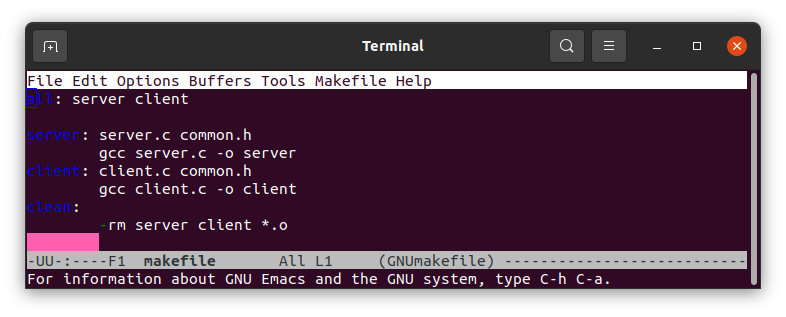 Terminal
File Edit Options Buffers Tools Makefile Help
all: server client
server: server.c common.h
        gcc server.c -o server
client: client.c common.h
        gcc client.c -o client
clean:
        -rm server client *.o
-UU-:----F1  makefile       All L1     (GNUmakefile) ---------------------------
For information about GNU Emacs and the GNU system, type C-h C-a.